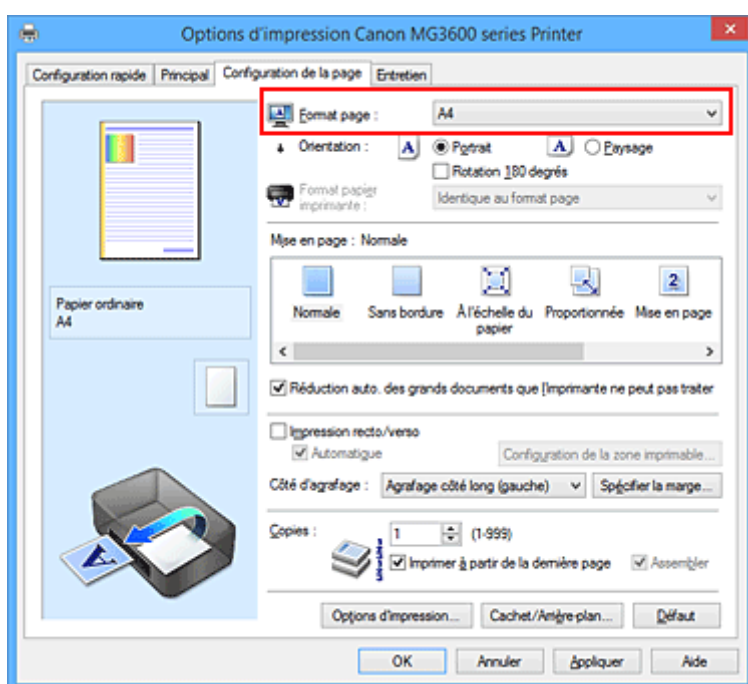 Options d'impression Canon MG3600 series Printer
Configuration rapide Principal Configuration de la page Entretien
Format page : A4
Orientation : A Portrait A Paysage
Rotation 180 degrés
Format papier
imprimante : Identique au format page
Mise en page : Normale
2
Normale Sans bordure À l'échelle du
papier Proportionnée Mise en page
Papier ordinaire
A4
Réduction auto. des grands documents que l'imprimante ne peut pas traiter
Impression recto/verso
Automatique Configuration de la zone imprimable...
Côté d'agrafage : Agrafage côté long (gauche) Spécifier la marge...
Copies : 1 (1-999)
Imprimer à partir de la dernière page Assembler
A
Options d'impression... Cachet/Arrière-plan... Défaut
OK Annuler Appliquer Aide